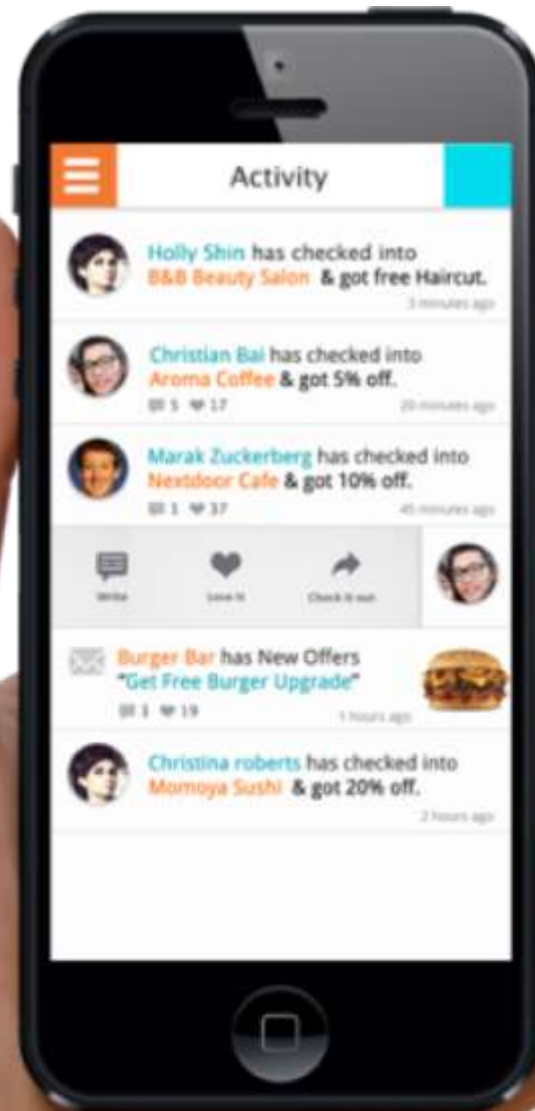 Activity
Holly Shin has checked into
B&B Beauty Salon & got free Haircut.
3 minutes ago
Christian Bai has checked into
Aroma Coffee & got 5% off.
5 17
20 minutes ago
Marak Zuckerberg has checked into
Nextdoor Cafe & got 10% off.
1 37
45 minutes ago
Write Love it Check it out
Burger Bar has New Offers
"Get Free Burger Upgrade"
3 19
1 hours ago
Christina roberts has checked into
Momoya Sushi & got 20% off.
2 hours ago